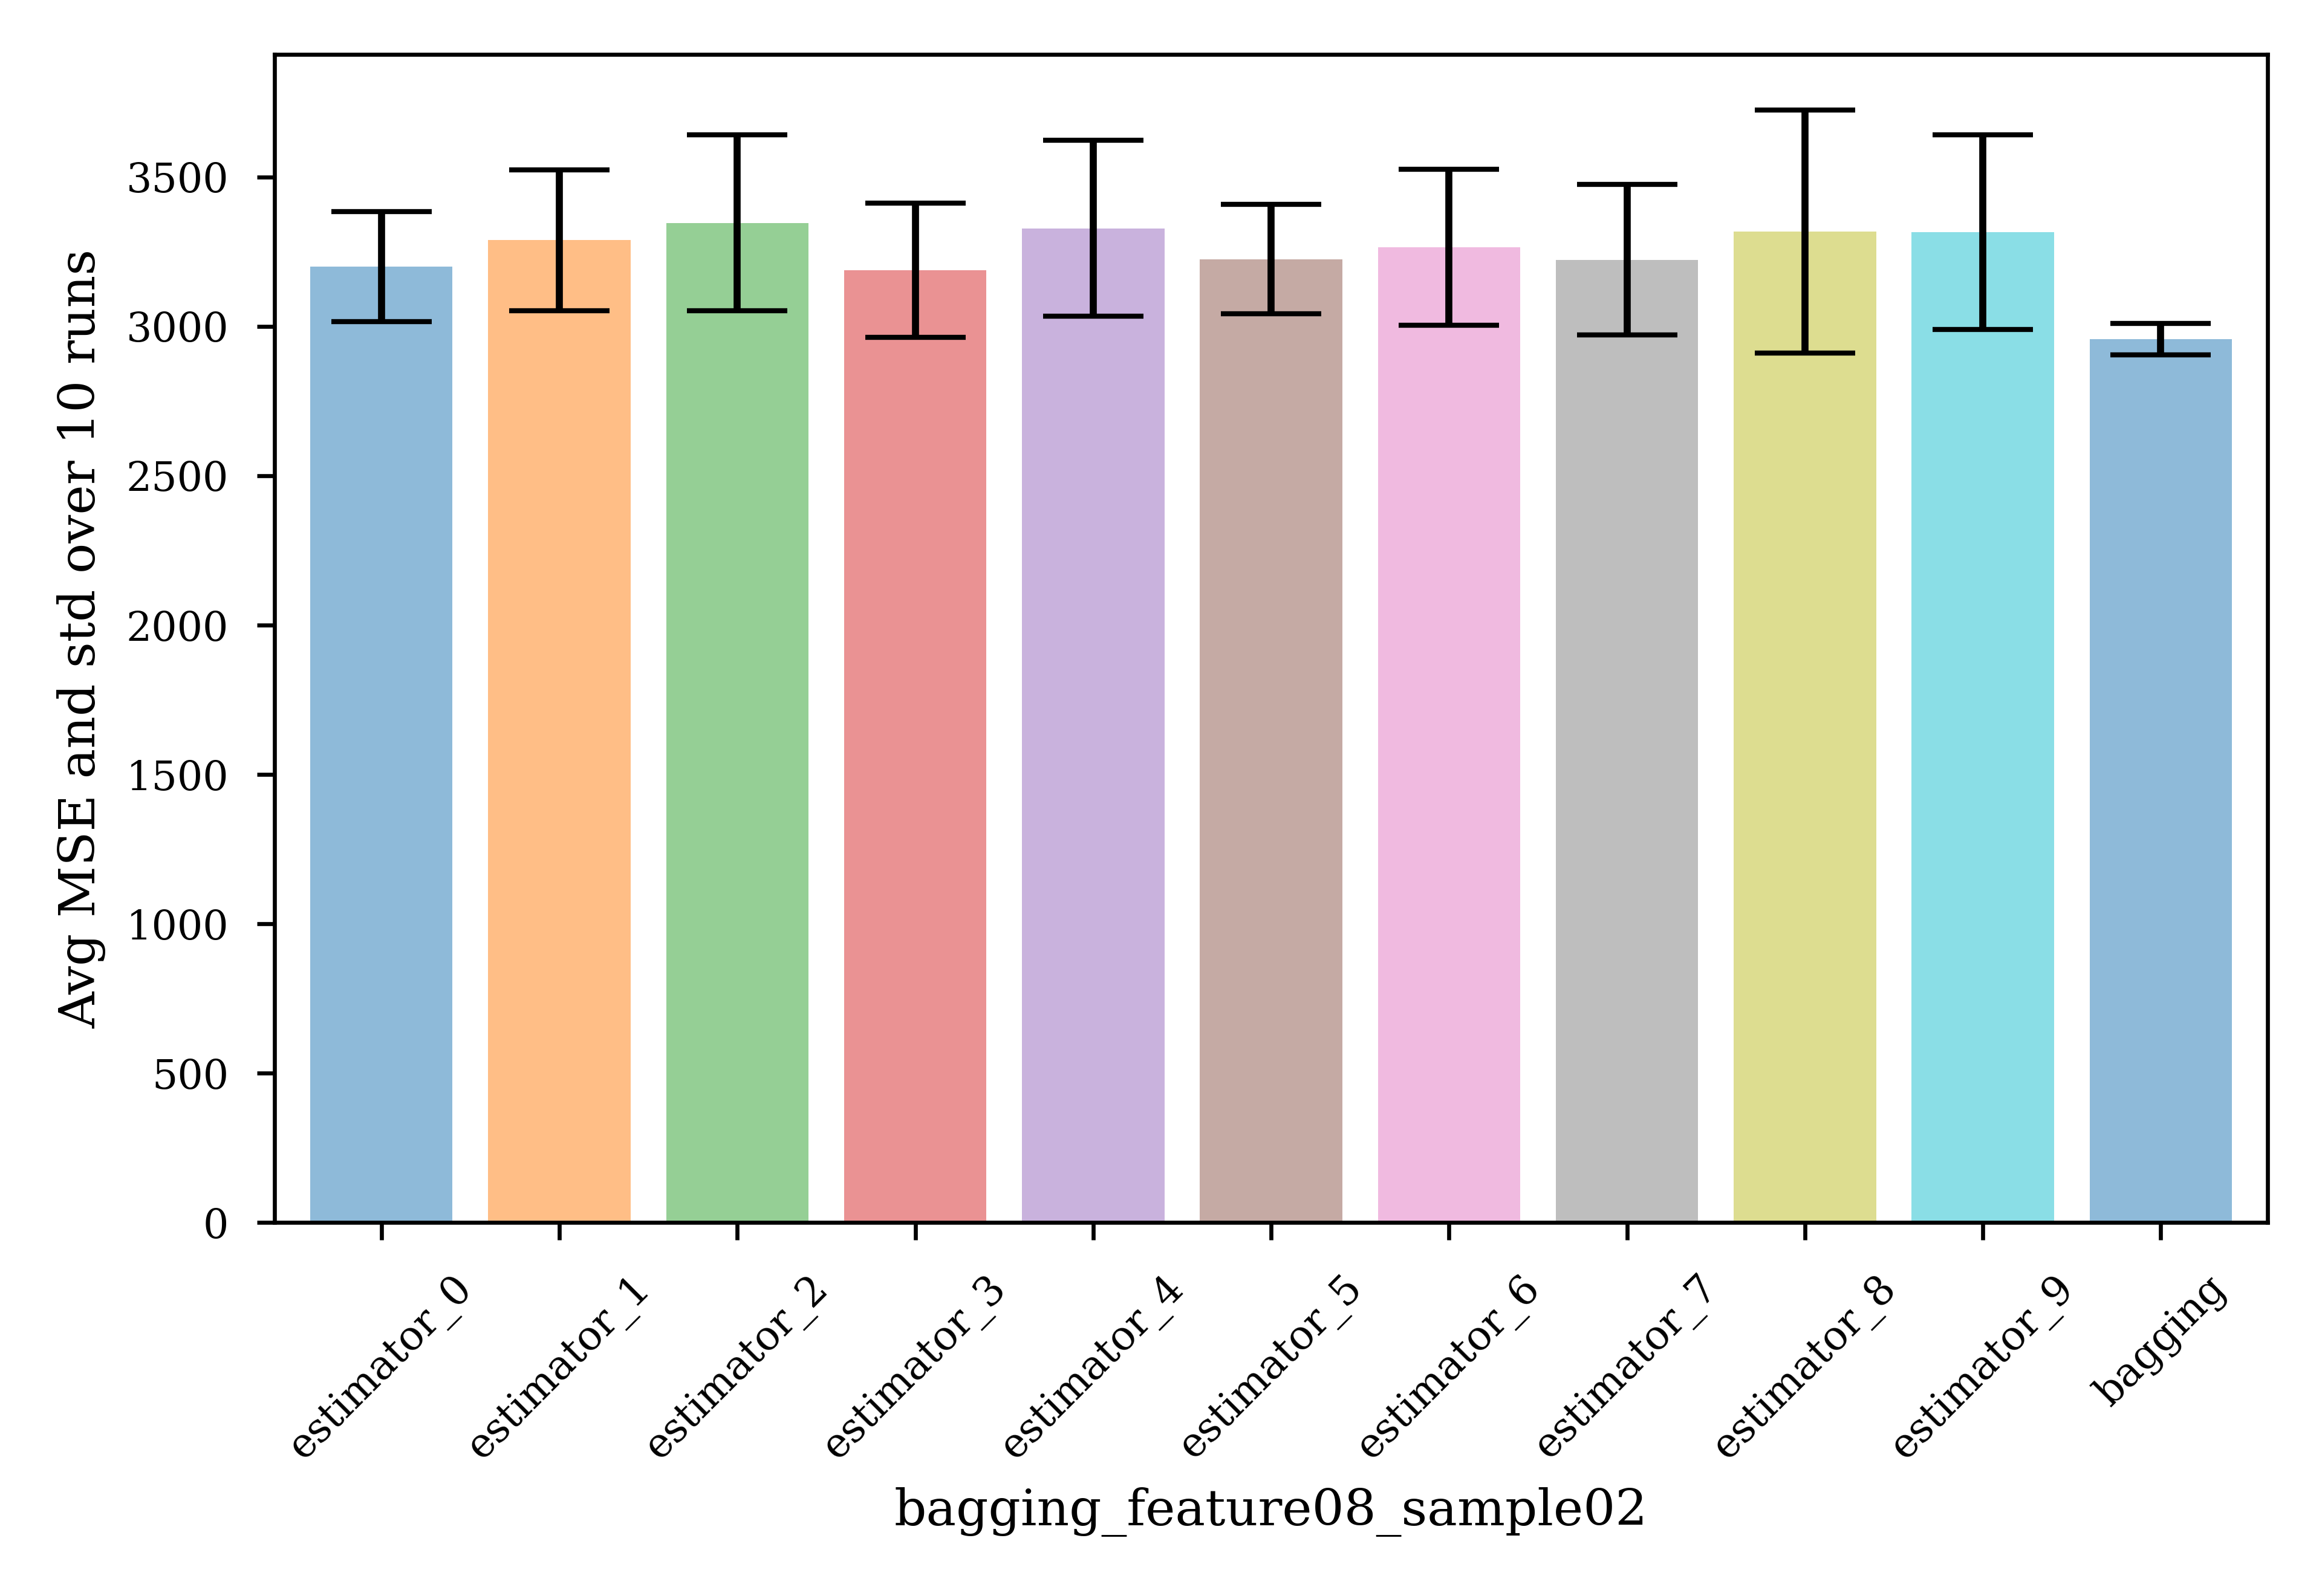 Avg MSE and std over 10 runs
3500
3000
2500
2000
1500
1000
500
0
estimator_0
estimator_1
estimator_2
estimator_3
estimator_4
estimator_5
estimator_6
estimator_7
estimator_8
estimator_9
bagging
bagging_feature08_sample02